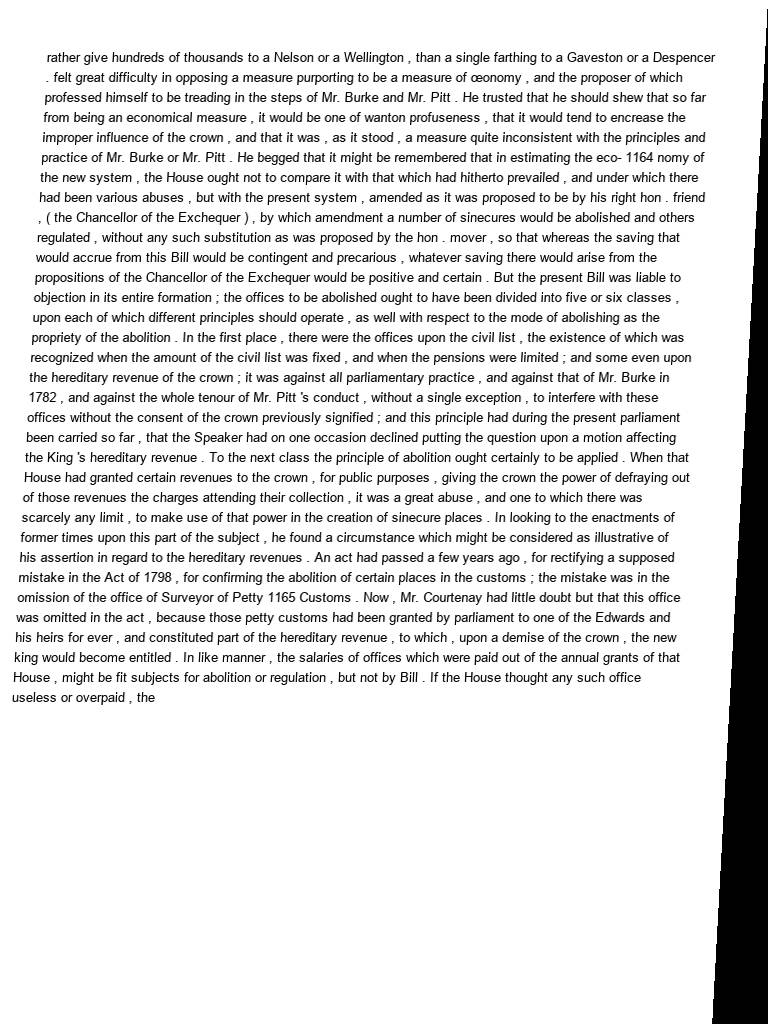 rather give hundreds of thousands to a Nelson or a Wellington , than a single farthing to a Gaveston or a Despencer
. felt great difficulty in opposing a measure purporting to be a measure of œonomy , and the proposer of which
professed himself to be treading in the steps of Mr. Burke and Mr. Pitt . He trusted that he should shew that so far
from being an economical measure , it would be one of wanton profuseness , that it would tend to encrease the
improper influence of the crown , and that it was , as it stood , a measure quite inconsistent with the principles and
practice of Mr. Burke or Mr. Pitt . He begged that it might be remembered that in estimating the eco- 1164 nomy of
the new system , the House ought not to compare it with that which had hitherto prevailed , and under which there
had been various abuses , but with the present system , amended as it was proposed to be by his right hon . friend
, ( the Chancellor of the Exchequer ) , by which amendment a number of sinecures would be abolished and others
regulated , without any such substitution as was proposed by the hon . mover , so that whereas the saving that
would accrue from this Bill would be contingent and precarious , whatever saving there would arise from the
propositions of the Chancellor of the Exchequer would be positive and certain . But the present Bill was liable to
objection in its entire formation ; the offices to be abolished ought to have been divided into five or six classes ,
upon each of which different principles should operate , as well with respect to the mode of abolishing as the
propriety of the abolition . In the first place , there were the offices upon the civil list , the existence of which was
recognized when the amount of the civil list was fixed , and when the pensions were limited ; and some even upon
the hereditary revenue of the crown ; it was against all parliamentary practice , and against that of Mr. Burke in
1782 , and against the whole tenour of Mr. Pitt 's conduct , without a single exception , to interfere with these
offices without the consent of the crown previously signified ; and this principle had during the present parliament
been carried so far , that the Speaker had on one occasion declined putting the question upon a motion affecting
the King 's hereditary revenue . To the next class the principle of abolition ought certainly to be applied . When that
House had granted certain revenues to the crown , for public purposes , giving the crown the power of defraying out
of those revenues the charges attending their collection , it was a great abuse , and one to which there was
scarcely any limit , to make use of that power in the creation of sinecure places . In looking to the enactments of
former times upon this part of the subject , he found a circumstance which might be considered as illustrative of
his assertion in regard to the hereditary revenues . An act had passed a few years ago , for rectifying a supposed
mistake in the Act of 1798 , for confirming the abolition of certain places in the customs ; the mistake was in the
omission of the office of Surveyor of Petty 1165 Customs . Now , Mr. Courtenay had little doubt but that this office
was omitted in the act , because those petty customs had been granted by parliament to one of the Edwards and
his heirs for ever , and constituted part of the hereditary revenue , to which , upon a demise of the crown , the new
king would become entitled . In like manner , the salaries of offices which were paid out of the annual grants of that
House , might be fit subjects for abolition or regulation , but not by Bill . If the House thought any such office
useless or overpaid , the